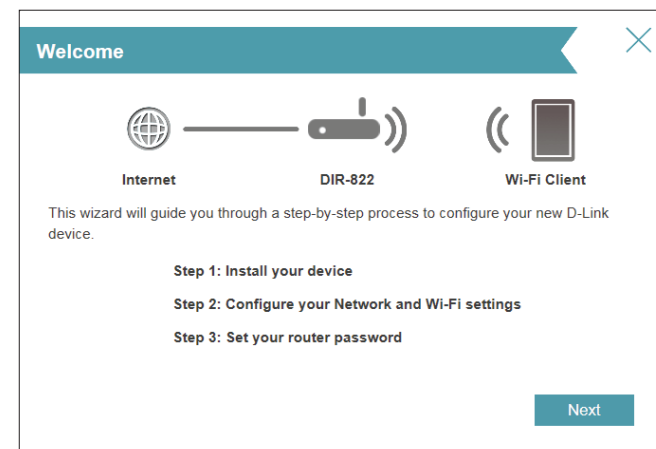 Welcome
Internet
DIR-822
Wi-Fi Client
This wizard will guide you through a step-by-step process to configure your new D-Link
device.
Step 1: Install your device
Step 2: Configure your Network and Wi-Fi settings
Step 3: Set your router password
Next